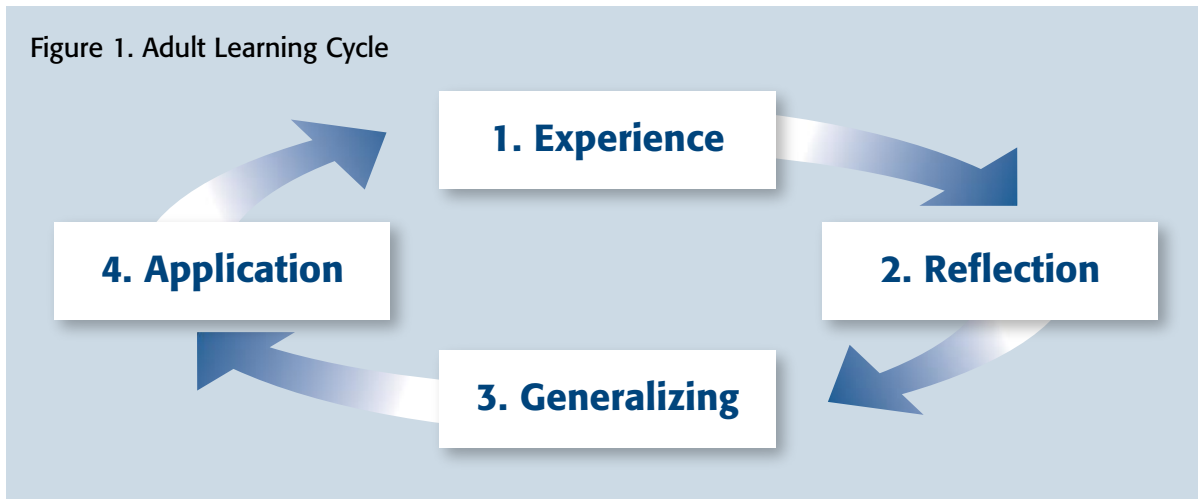 Figure 1. Adult Learning Cycle
1. Experience
2. Reflection
3. Generalizing
4. Application